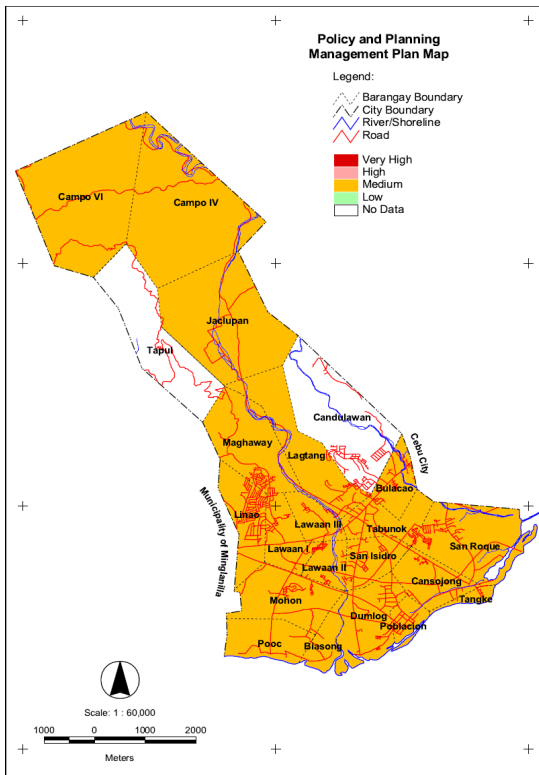 Policy and Planning
Management Plan Map
Legend:
Barangay Boundary
City Boundary
River/Shoreline
Road
Very High
High
Medium
Low
No Data
Campo VI
Campo IV
Jaclupan
Tapul
Candulawan
Cebu City
Maghaway
Lagtang
Bulacao
Municipality of Minglanilla
Linao
Lawaan III
Tabunok
Lawaan I
San Isidro
San Roque
Lawaan II
Cansojong
Mohon
Tangke
Dumlog
Poblacion
Pooc
Biasong
Scale: 1 : 60,000
1000 0 1000 2000
Meters